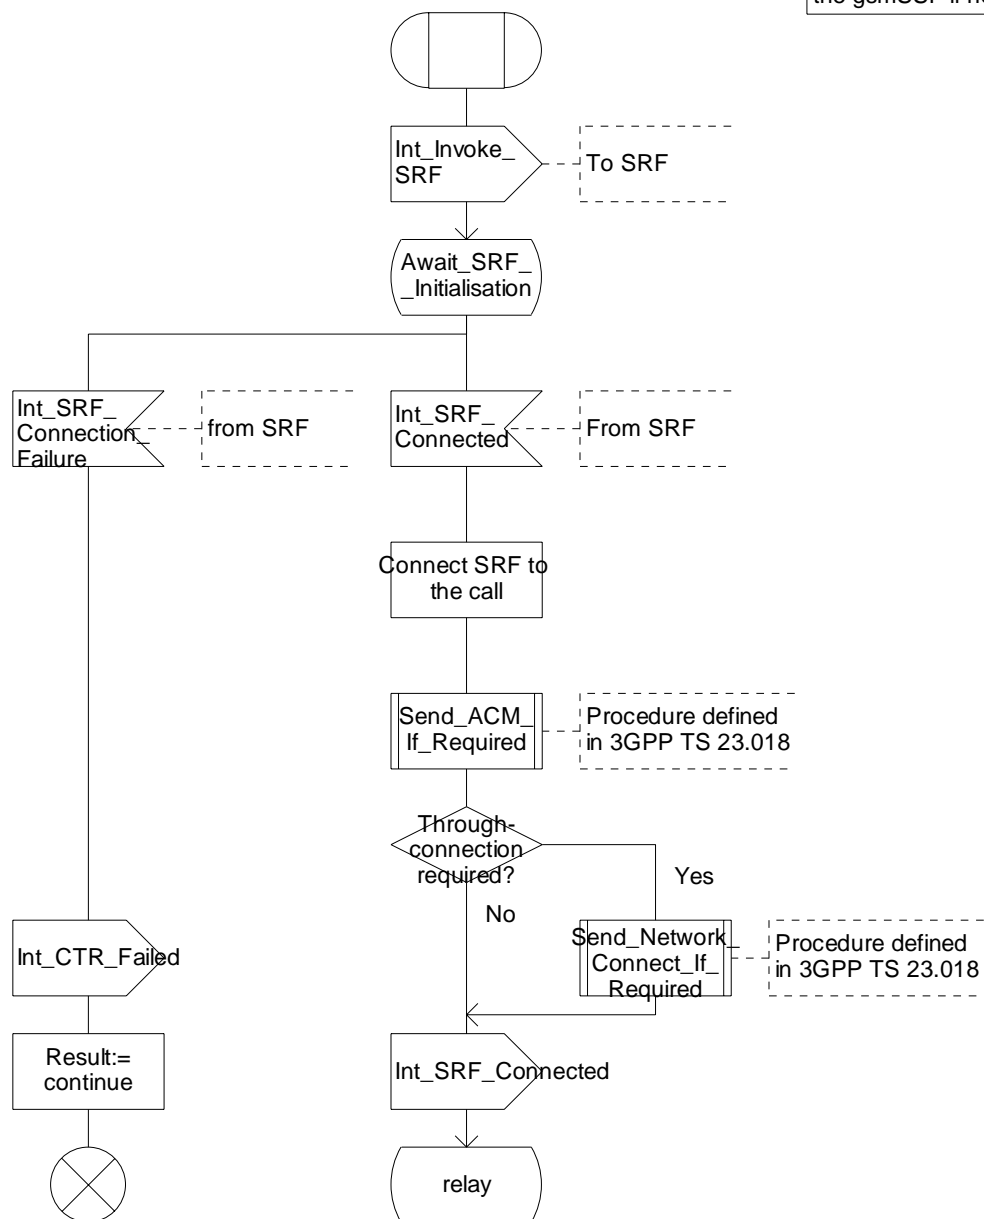 Int_Invoke_
SRF
To SRF
Await_SRF_
_Initialisation
Int_SRF_
Connection_
Failure
from SRF
Int_SRF_
Connected
From SRF
Connect SRF to
the call
Send_ACM_
If_Required
Procedure defined
in 3GPP TS 23.018
Through-
connection
required?
Yes
No
Int_CTR_Failed
Send_Network_
Connect_If_
Required
Procedure defined
in 3GPP TS 23.018
Result:=
continue
Int_SRF_Connected
relay